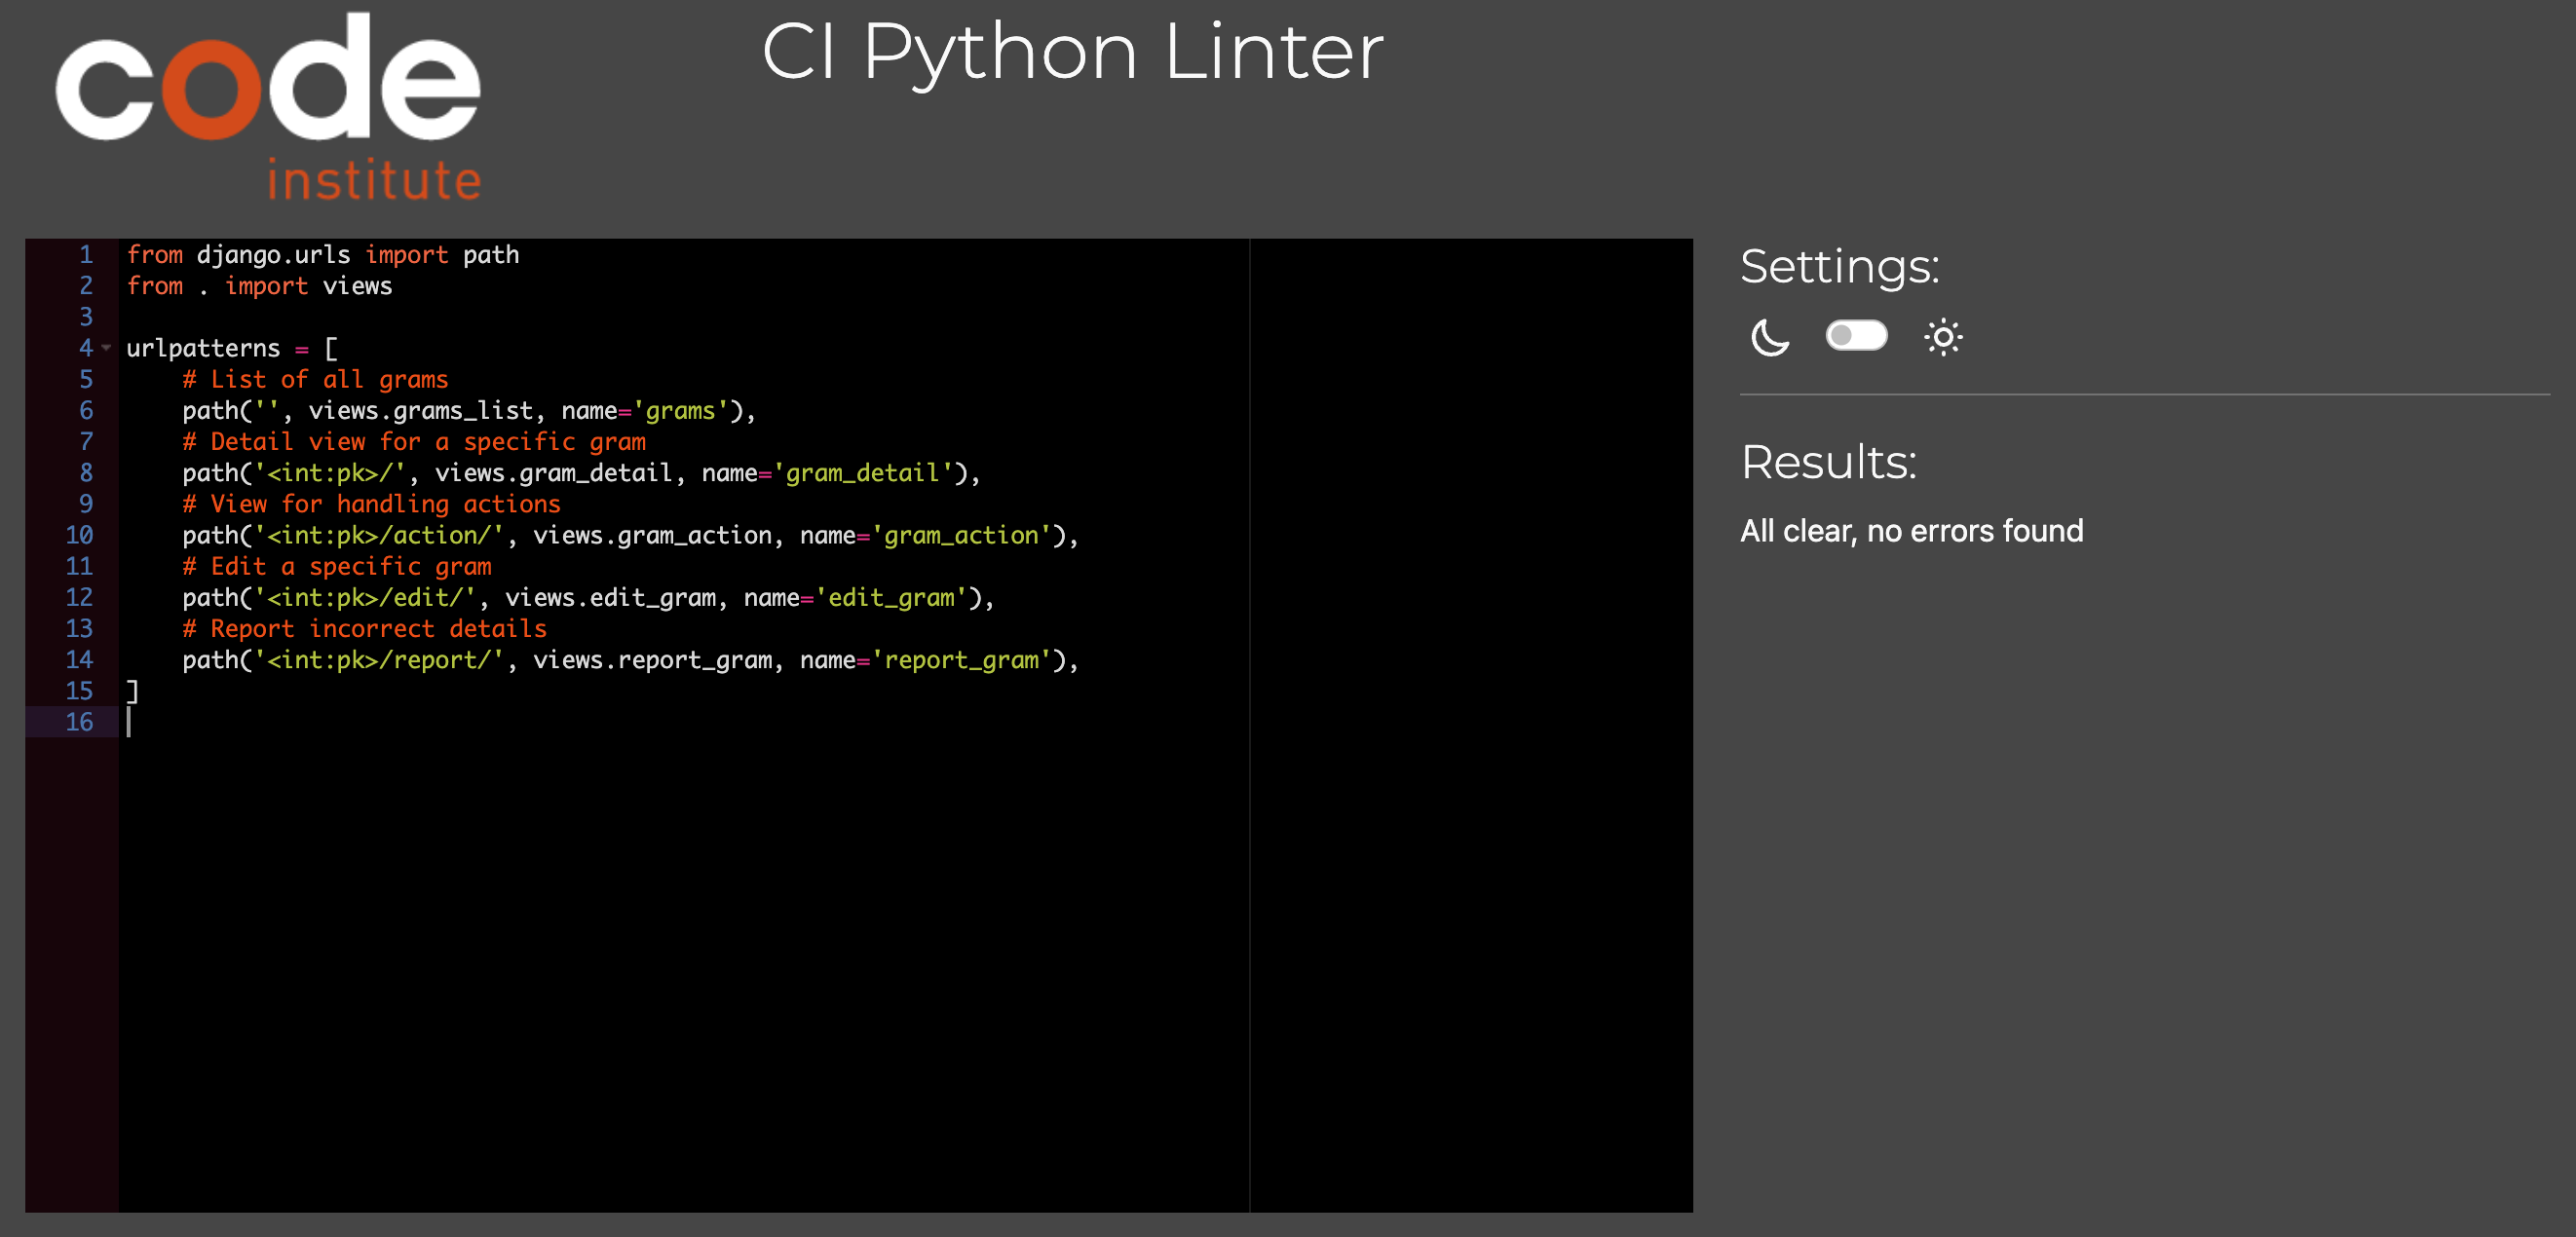 code
institute
CI Python Linter
1 from django.urls import path
2 from . import views
3
4 urlpatterns = [
5     # List of all grams
6     path('', views.grams_list, name='grams'),
7     # Detail view for a specific gram
8     path('<int:pk>/', views.gram_detail, name='gram_detail'),
9     # View for handling actions
10     path('<int:pk>/action/', views.gram_action, name='gram_action'),
11     # Edit a specific gram
12     path('<int:pk>/edit/', views.edit_gram, name='edit_gram'),
13     # Report incorrect details
14     path('<int:pk>/report/', views.report_gram, name='report_gram'),
15 ]
16
Settings:
Results:
All clear, no errors found